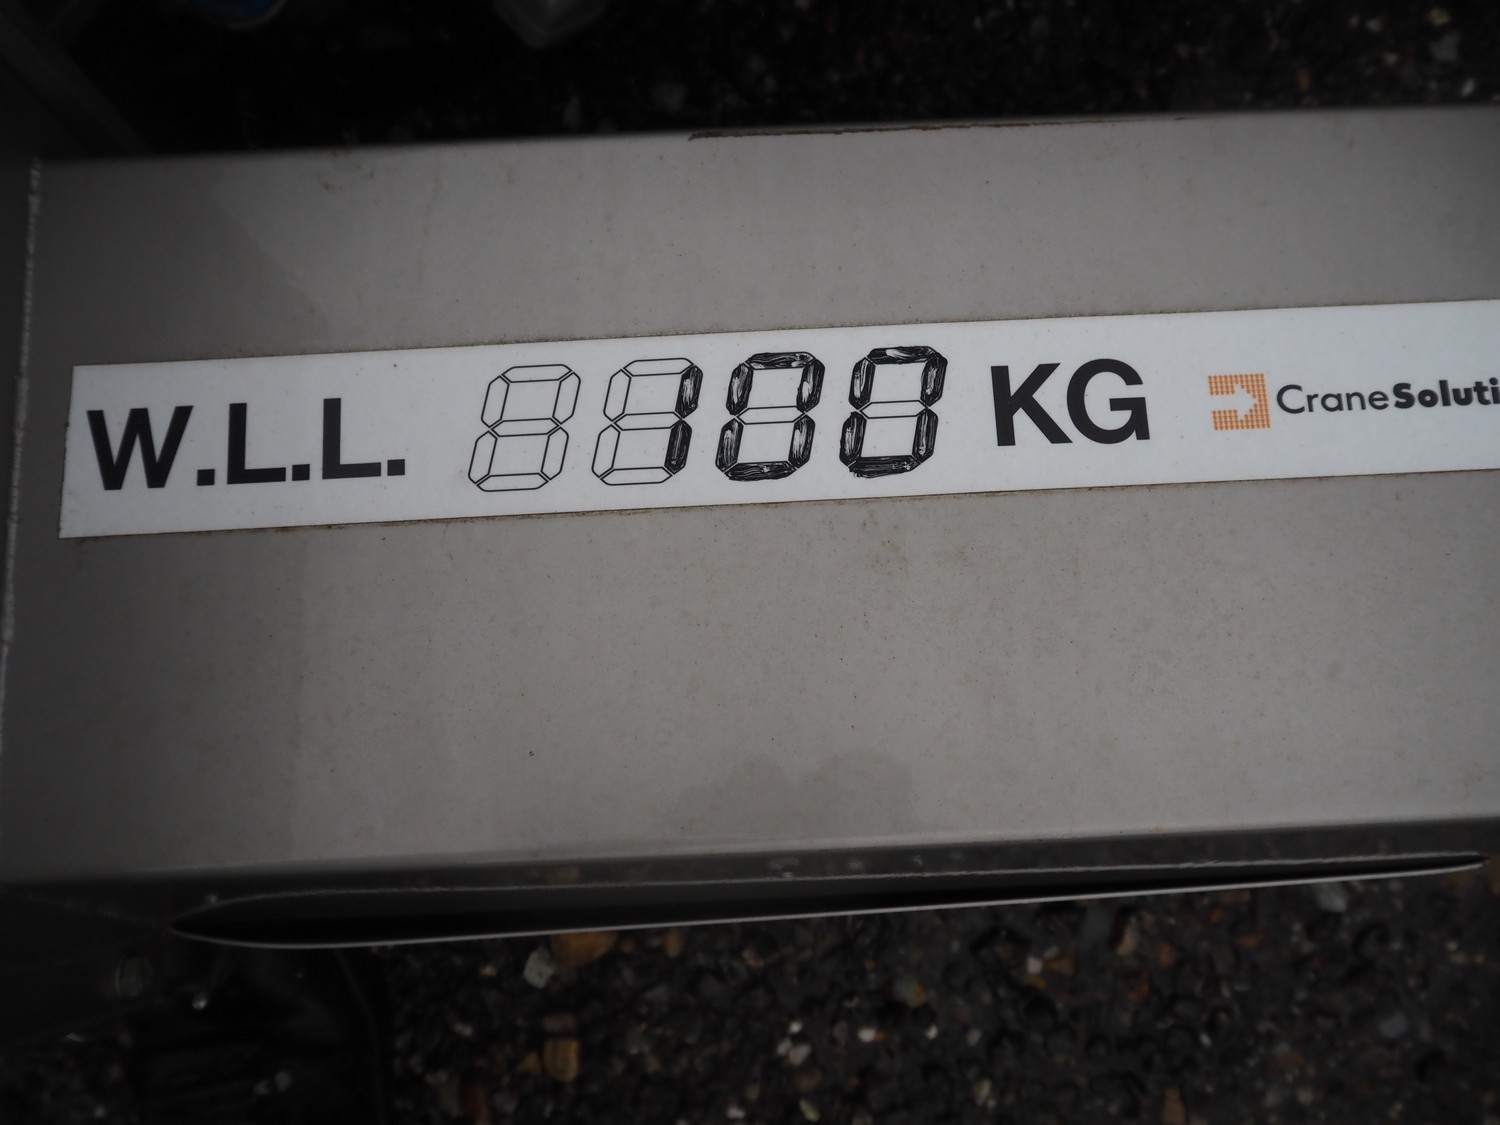 W.L.L. 100 KG CraneSoluti